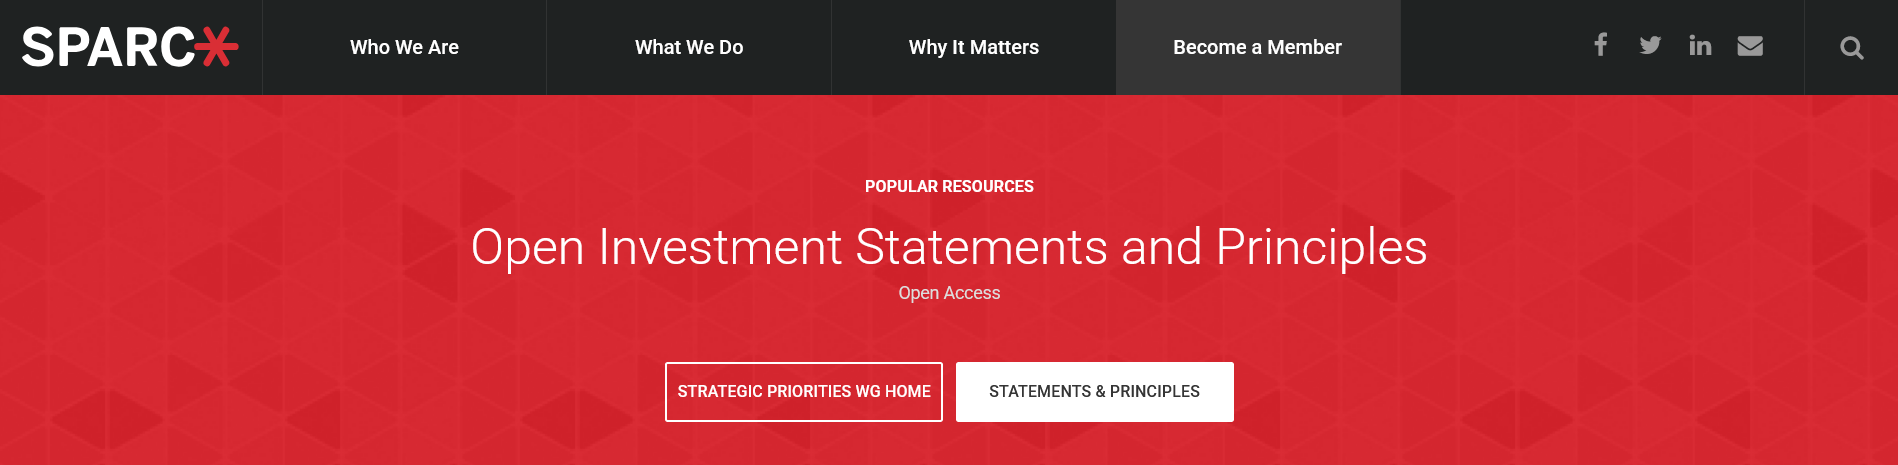 SPARC
Who We Are
What We Do
Why It Matters
Become a Member
POPULAR RESOURCES
Open Investment Statements and Principles
Open Access
STRATEGIC PRIORITIES WG HOME
STATEMENTS & PRINCIPLES